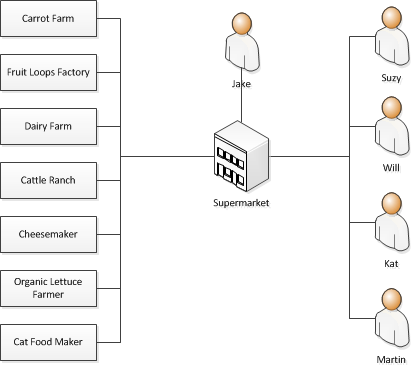 Carrot Farm
Fruit Loops Factory
Dairy Farm
Cattle Ranch
Cheesemaker
Organic Lettuce
Farmer
Cat Food Maker
Jake
Supermarket
Suzy
Will
Kat
Martin